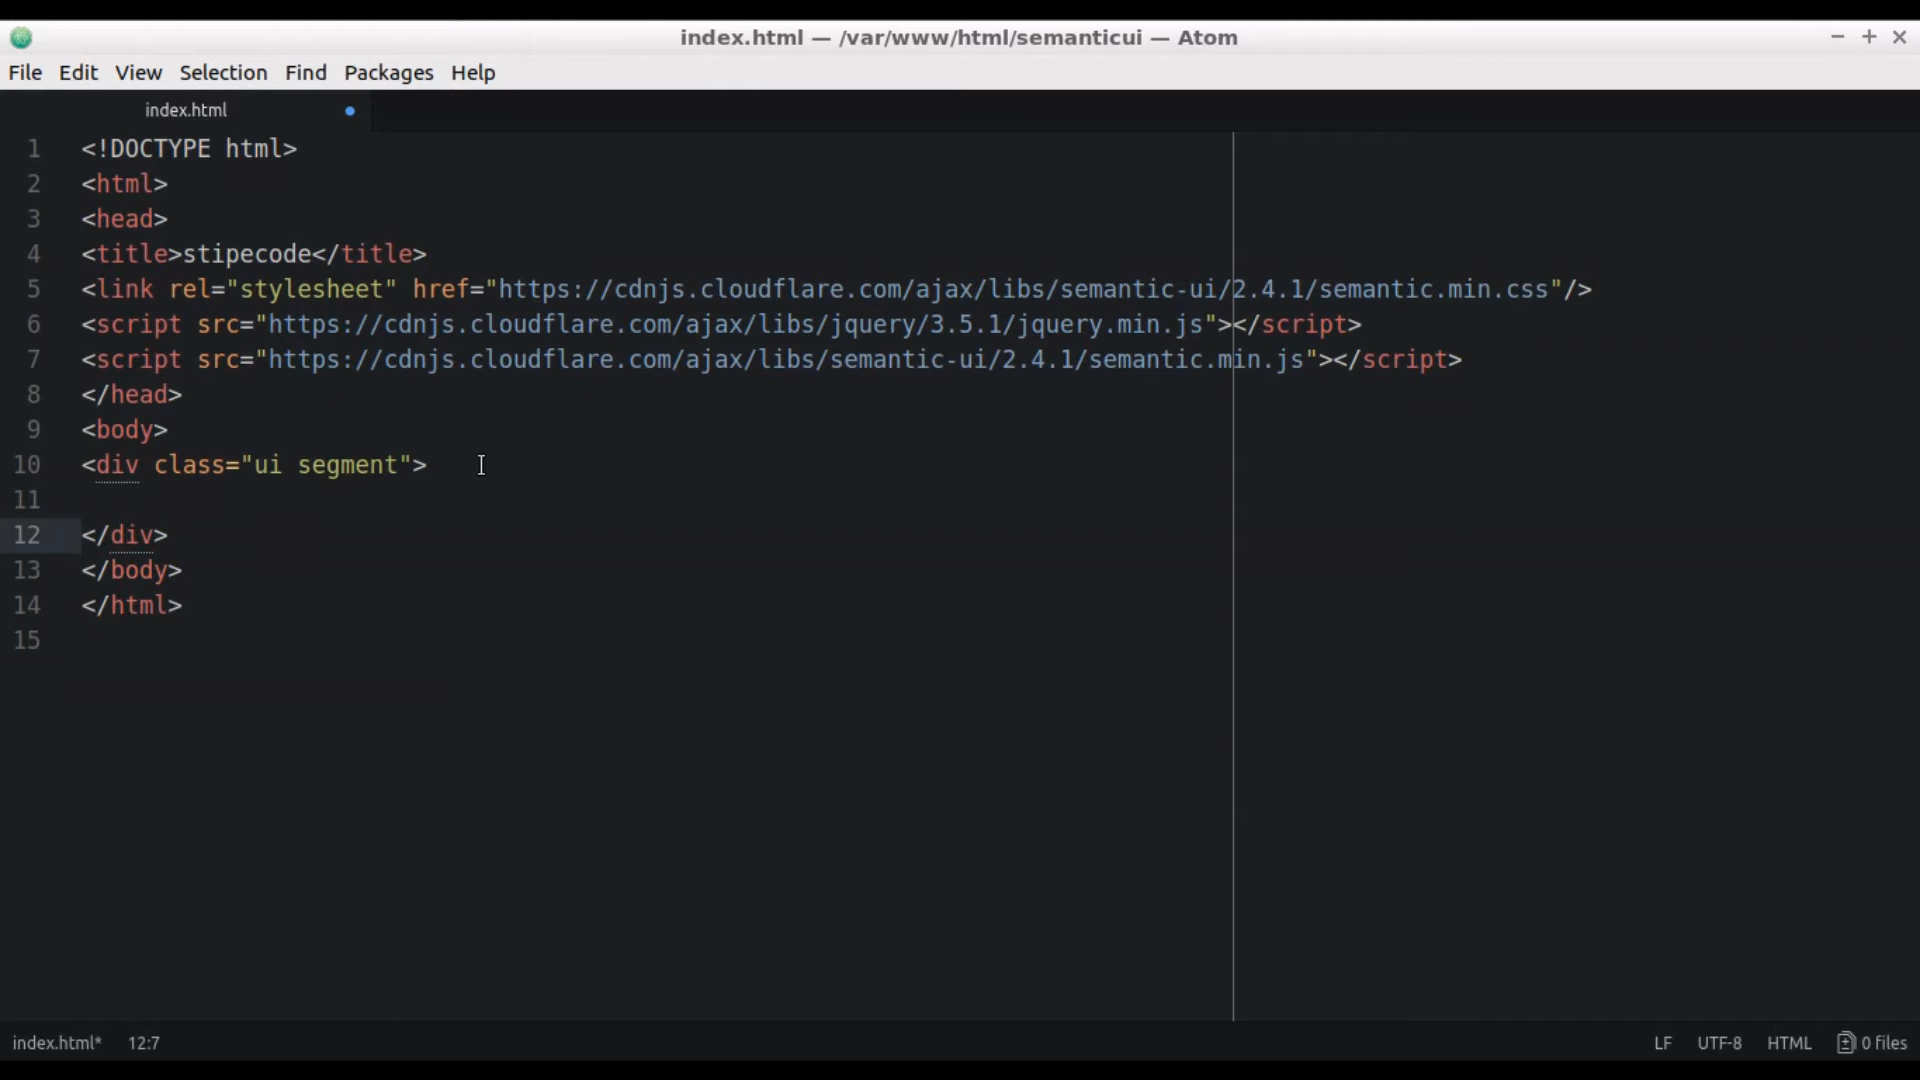 index.html — /var/www/html/semanticui — Atom
File Edit View Selection Find Packages Help
index.html
1 <!DOCTYPE html>
2 <html>
3 <head>
4 <title>stipecode</title>
5 <link rel="stylesheet" href="https://cdnjs.cloudflare.com/ajax/libs/semantic-ui/2.4.1/semantic.min.css"/>
6 <script src="https://cdnjs.cloudflare.com/ajax/libs/jquery/3.5.1/jquery.min.js"></script>
7 <script src="https://cdnjs.cloudflare.com/ajax/libs/semantic-ui/2.4.1/semantic.min.js"></script>
8 </head>
9 <body>
10 <div class="ui segment">
11
12 </div>
13 </body>
14 </html>
15
index.html* 12:7 LF UTF-8 HTML 0 files